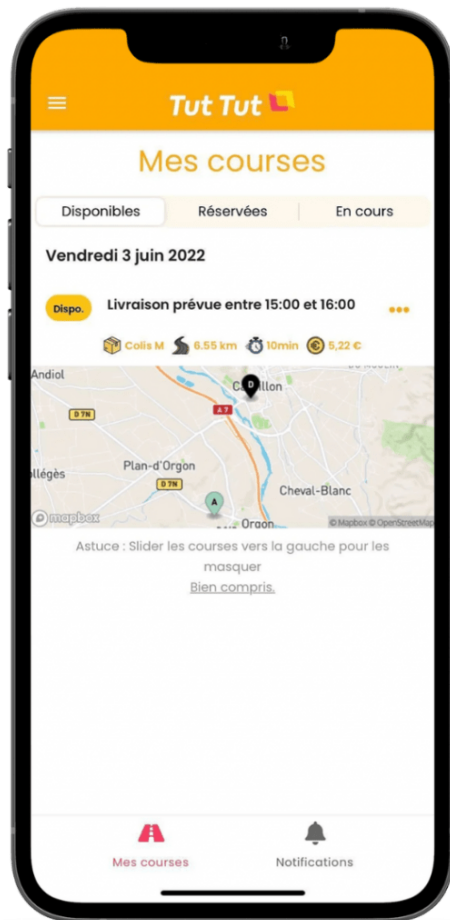 Tut Tut
Mes courses
Disponibles Réservées En cours
Vendredi 3 juin 2022
Dispo. Livraison prévue entre 15:00 et 16:00
Colis M 6.55 km 10min 5,22 €
Andiol
D
llon
A 7
D 7N
Plan-d'Orgon
llégès
D 7N
Cheval-Blanc
A
Orgon
mapbox © Mapbox © OpenStreetMap
Astuce : Slider les courses vers la gauche pour les
masquer
Bien compris.
Mes courses Notifications